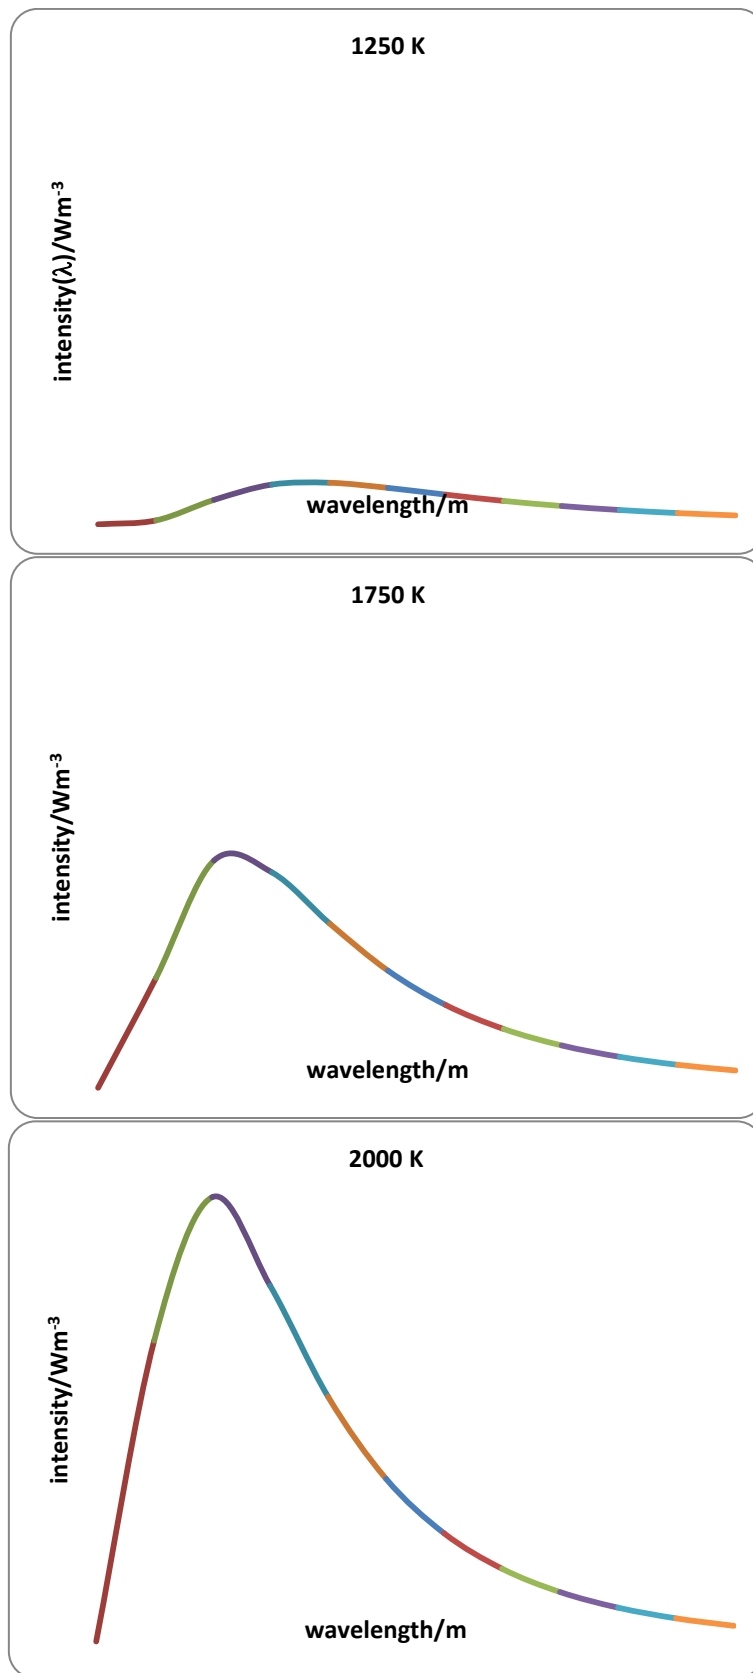 1250 K
intensity(λ)/Wm⁻³
wavelength/m
1750 K
intensity/Wm⁻³
wavelength/m
2000 K
intensity/Wm⁻³
wavelength/m